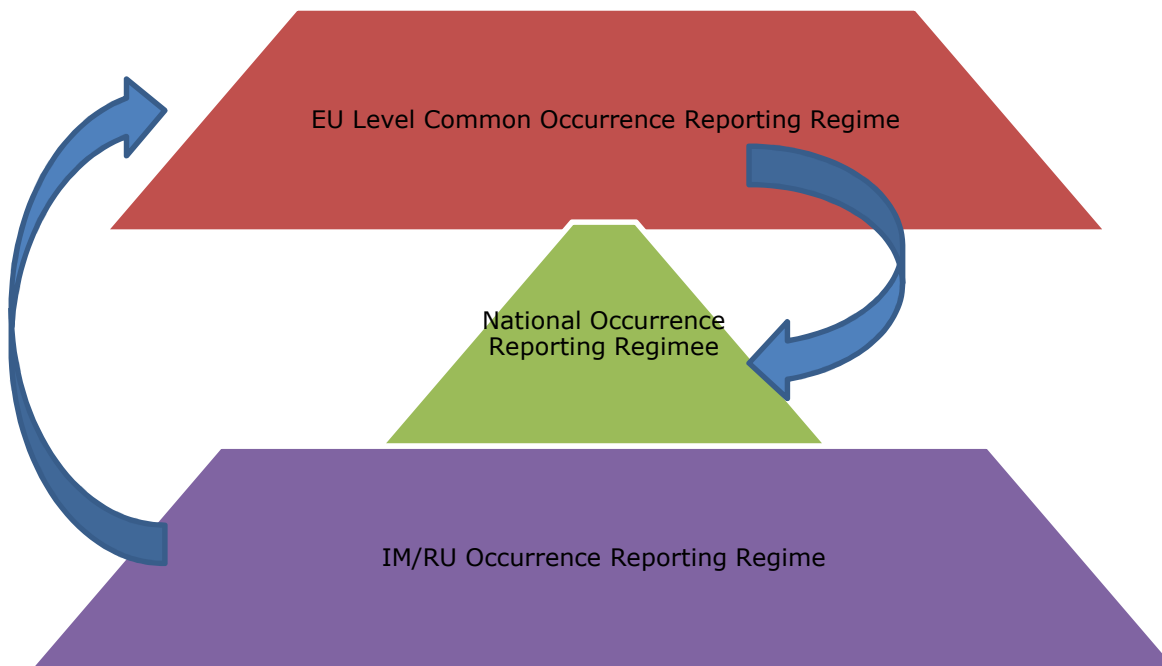 EU Level Common Occurrence Reporting Regime
National Occurrence
Reporting Regimee
IM/RU Occurrence Reporting Regime